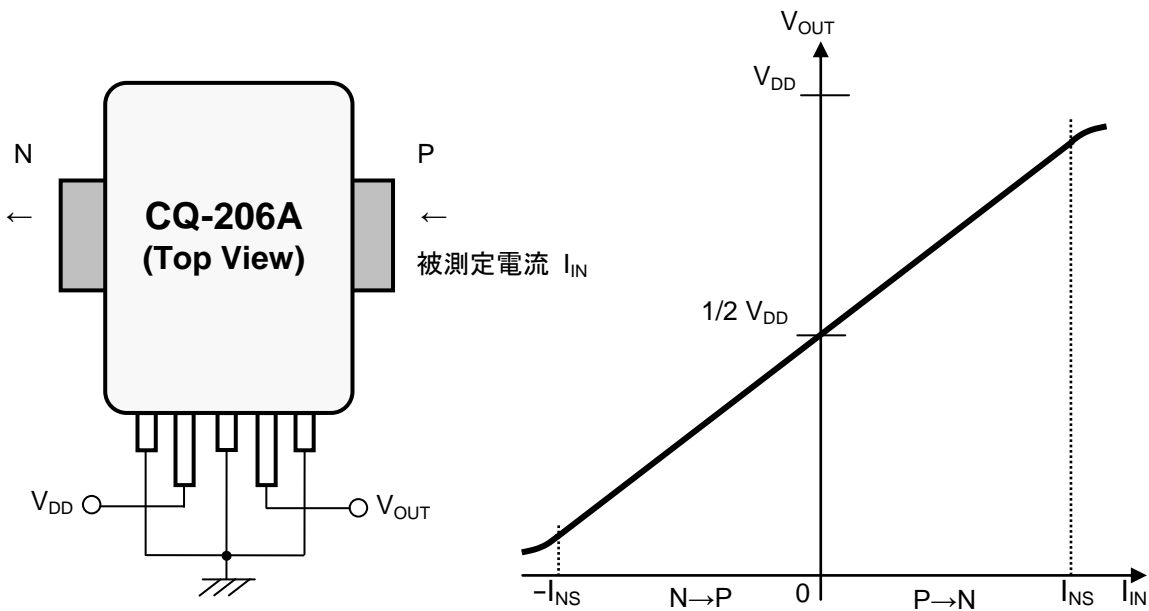 N
P
←
←
CQ-206A
(Top View)
被測定電流 I_IN
V_DD
V_OUT
V_OUT
V_DD
1/2 V_DD
−I_NS
N→P
0
P→N
I_NS
I_IN